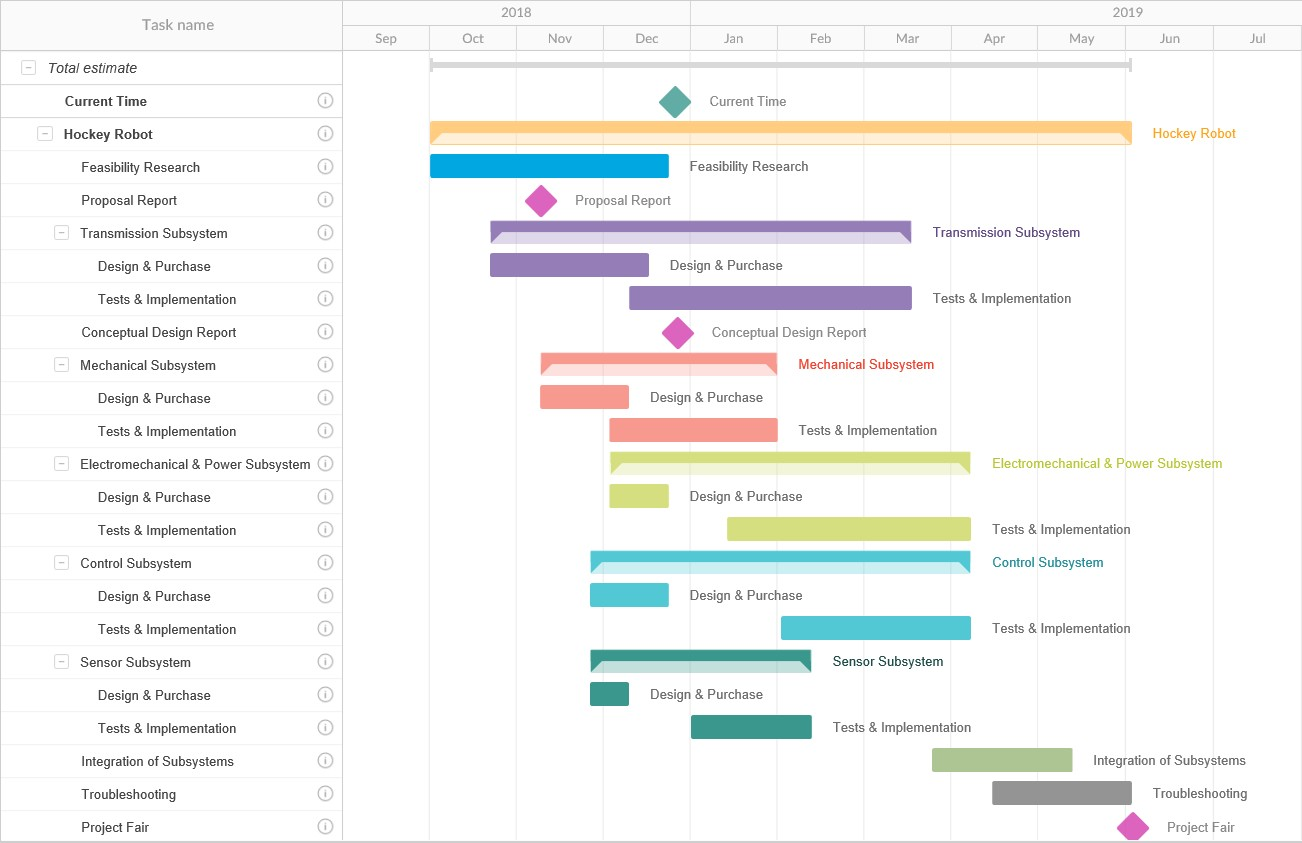 Task name
2018
2019
Sep Oct Nov Dec Jan Feb Mar Apr May Jun Jul
Total estimate
Current Time Current Time
Hockey Robot Hockey Robot
Feasibility Research Feasibility Research
Proposal Report Proposal Report
Transmission Subsystem Transmission Subsystem
Design & Purchase Design & Purchase
Tests & Implementation Tests & Implementation
Conceptual Design Report Conceptual Design Report
Mechanical Subsystem Mechanical Subsystem
Design & Purchase Design & Purchase
Tests & Implementation Tests & Implementation
Electromechanical & Power Subsystem Electromechanical & Power Subsystem
Design & Purchase Design & Purchase
Tests & Implementation Tests & Implementation
Control Subsystem Control Subsystem
Design & Purchase Design & Purchase
Tests & Implementation Tests & Implementation
Sensor Subsystem Sensor Subsystem
Design & Purchase Design & Purchase
Tests & Implementation Tests & Implementation
Integration of Subsystems Integration of Subsystems
Troubleshooting Troubleshooting
Project Fair Project Fair